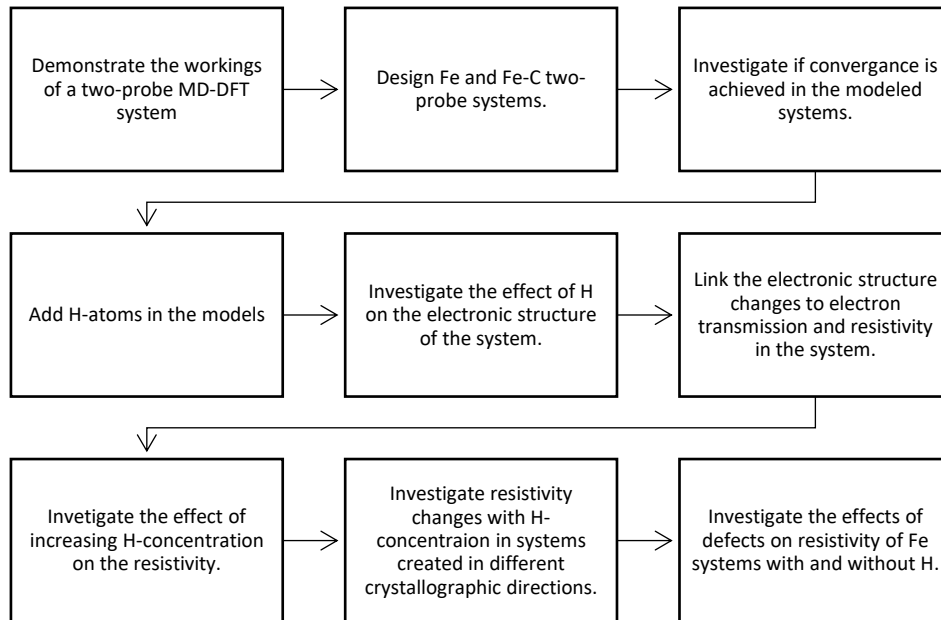 Demonstrate the workings
of a two-probe MD-DFT
system
Design Fe and Fe-C two-
probe systems.
Investigate if convergance is
achieved in the modeled
systems.
Add H-atoms in the models
Investigate the effect of H
on the electronic structure
of the system.
Link the electronic structure
changes to electron
transmission and resistivity
in the system.
Invetigate the effect of
increasing H-concentration
on the resistivity.
Investigate resistivity
changes with H-
concentraion in systems
created in different
crystallographic directions.
Investigate the effects of
defects on resistivity of Fe
systems with and without H.